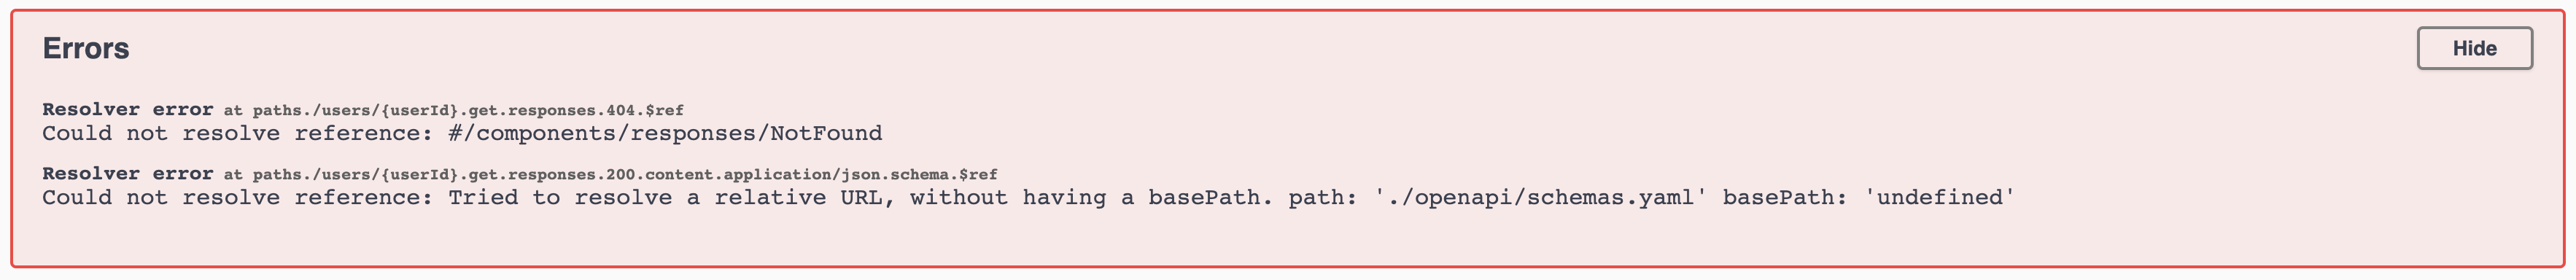 Errors
Hide
Resolver error at paths./users/{userId}.get.responses.404.$ref
Could not resolve reference: #/components/responses/NotFound
Resolver error at paths./users/{userId}.get.responses.200.content.application/json.schema.$ref
Could not resolve reference: Tried to resolve a relative URL, without having a basePath. path: './openapi/schemas.yaml' basePath: 'undefined'